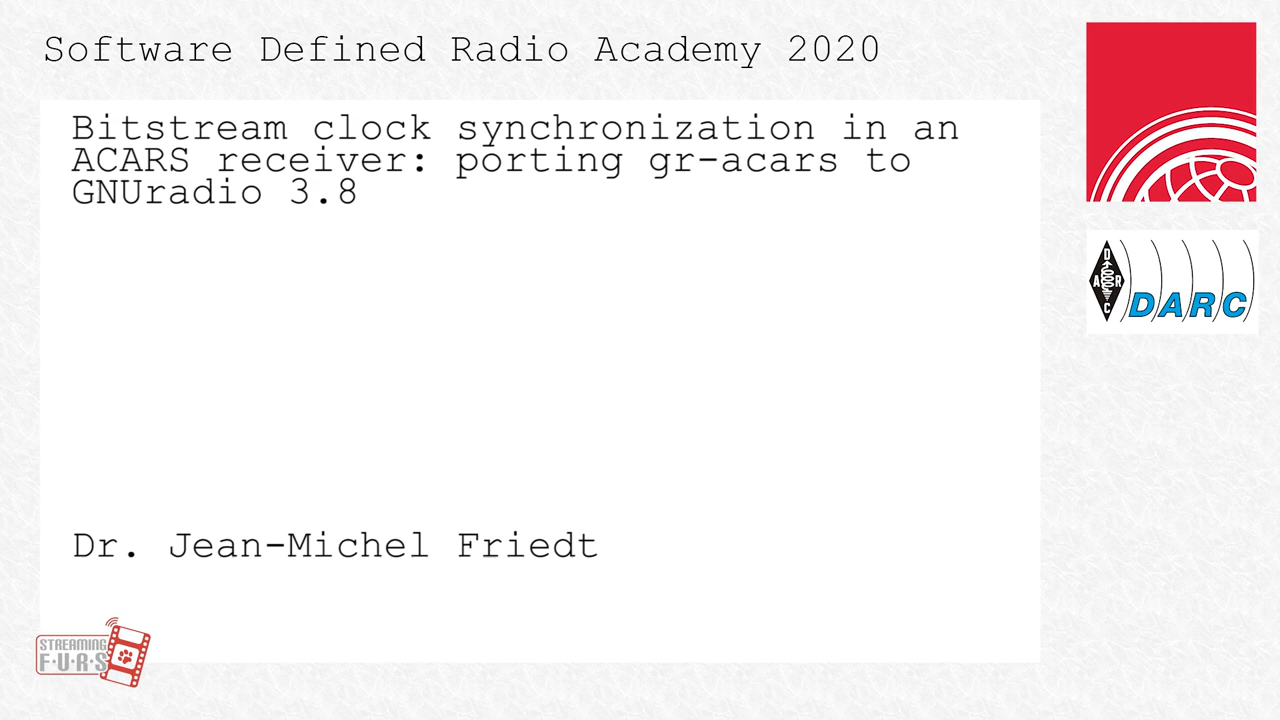 Software Defined Radio Academy 2020
Bitstream clock synchronization in an
ACARS receiver: porting gr-acars to
GNUradio 3.8
D
A R
C
DARC
Dr. Jean-Michel Friedt
STREAMING
F·U·R·S